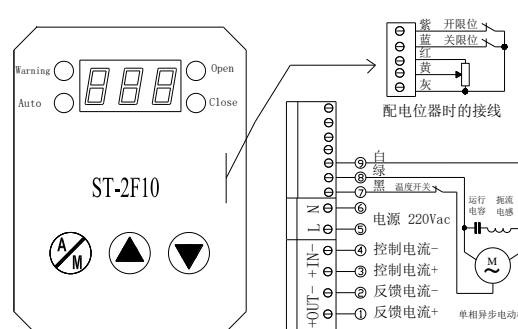 Warning
Open
Auto
Close
888
ST-2F10
A/M
紫 开限位
蓝 关限位
红
黄
灰
配电位器时的接线
⑨ 白
⑧ 绿
⑦ 黑 温度开关
N ⑥
L ⑤ 电源 220Vac
+IN- ④ 控制电流-
③ 控制电流+
+OUT- ② 反馈电流-
① 反馈电流+
运行电容
扼流电感
M
~
单相异步电动